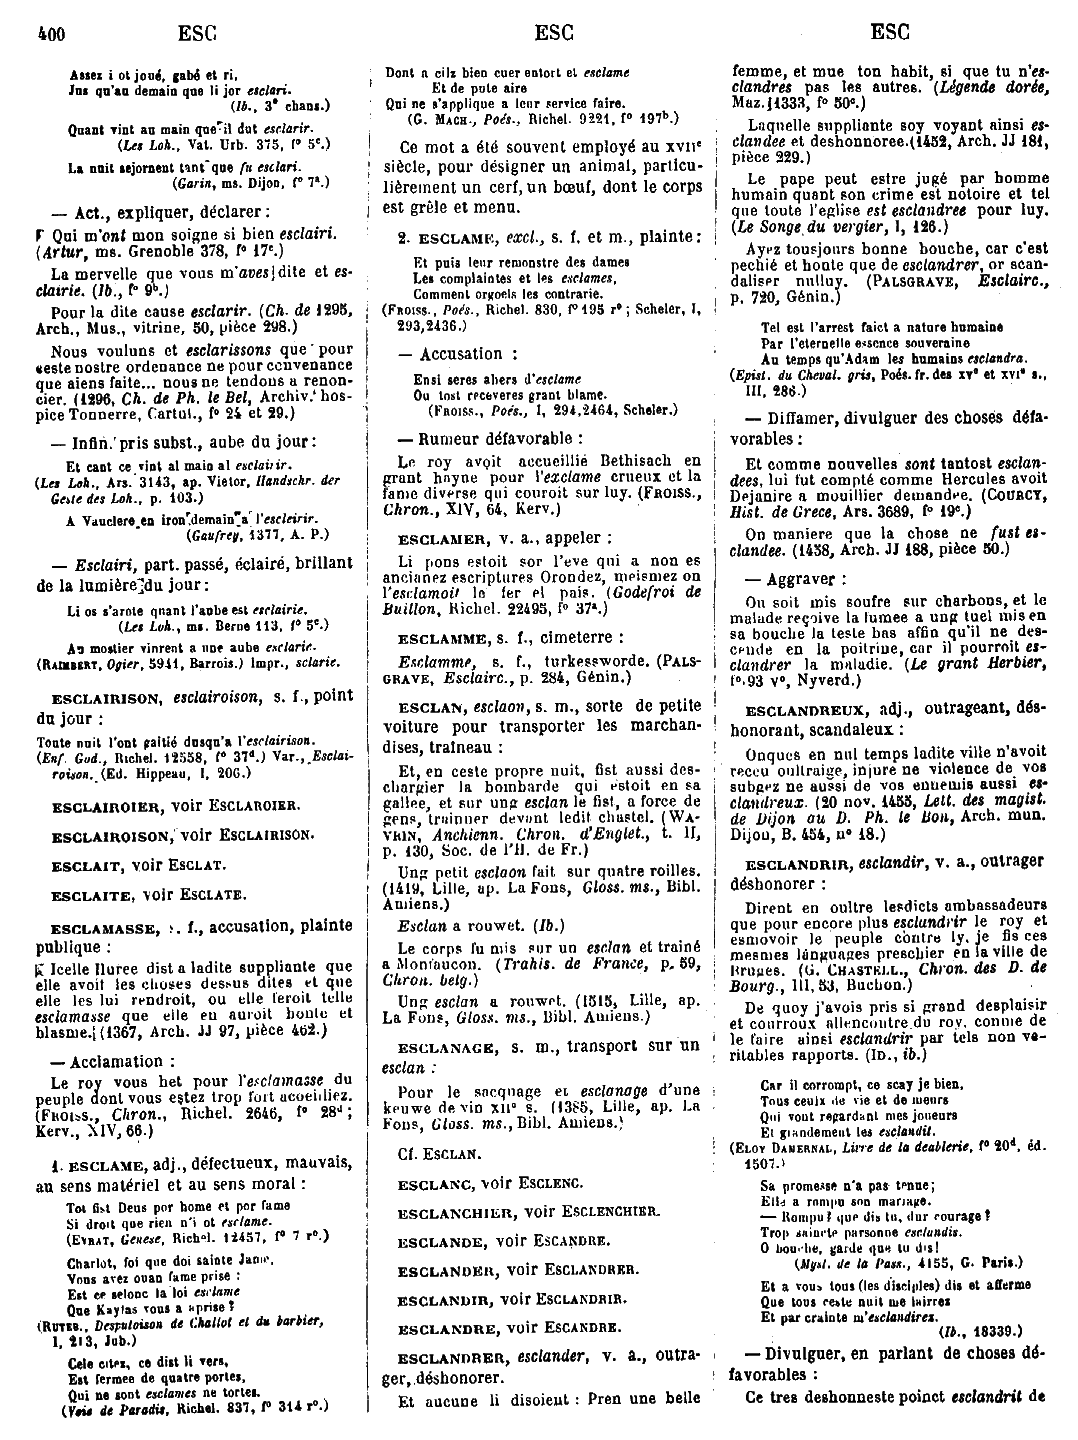 400 ESC ESC ESC
Assez i ot joué, gabé et ri,
Jus qu'au demain que li jor esclari.
(Ib., 3e chans.)
Quant vint au main que il dut esclarir.
(Les Loh., Vat. Urb. 375, fo 5c.)
La nuit sejornent tant que fu esclari.
(Garin, ms. Dijon, fo 7a.)
— Act., expliquer, déclarer :
Qui m'ont mon soigne si bien esclairi.
(Artur, ms. Grenoble 378, fo 17c.)
La mervelle que vous m'aves dite et es-
clairie. (Ib., fo 9b.)
Pour la dite cause esclarir. (Ch. de 1295,
Arch., Mus., vitrine, 50, pièce 298.)
Nous vouluns et esclarissons que pour
ceste nostre ordenance ne pour convenance
que aiens faite... nous ne tendons a renon-
cier. (1296, Ch. de Ph. le Bel, Archiv. hos-
pice Tonnerre, Cartul., fo 24 et 29.)
— Infin. pris subst., aube du jour :
Et cant ce vint al main al esclairir.
(Les Loh., Ars. 3143, ap. Vietor, Handschr. der
Geste des Loh., p. 103.)
A Vauclere en iron demain a l'escleirir.
(Gaufrey, 1377, A. P.)
— Esclairi, part. passé, éclairé, brillant
de la lumière du jour :
Li os s'arote quant l'aube est esclairie.
(Les Loh., ms. Berne 113, fo 5c.)
Au mostier vinrent a une aube esclarie.
(RAIMBERT, Ogier, 5941, Barrois.) Impr., sclarie.
ESCLAIRISON, esclairoison, s. f., point
du jour :
Toute nuit l'ont gaitié dusqu'a l'esclairison.
(Enf. God., Richel. 12558, fo 37d.) Var., Esclai-
roison. (Ed. Hippeau, I, 206.)
ESCLAIROIER, voir ESCLAROIER.
ESCLAIROISON, voir ESCLAIRISON.
ESCLAIT, voir ESCLAT.
ESCLAITE, voir ESCLATE.
ESCLAMASSE, s. f., accusation, plainte
publique :
Icelle Huree dist a ladite suppliante que
elle avoit les choses dessus dites et que
elle les lui rendroit, ou elle feroit telle
esclamasse que elle en auroit honte et
blasme. (1367, Arch. JJ 97, pièce 462.)
— Acclamation :
Le roy vous het pour l'esclamasse du
peuple dont vous estez trop fort acoeilliez.
(FROISS., Chron., Richel. 2646, fo 28d ;
Kerv., XIV, 66.)
1. ESCLAME, adj., défectueux, mauvais,
au sens matériel et au sens moral :
Tot fist Deus por home et por fame
Si droit que rien n'i ot esclame.
(EVRAT, Genese, Richel. 12457, fo 7 ro.)
Charlot, foi que doi sainte Jame,
Vous avez ouan fame prise :
Est ce selonc la loi esclame
Que Kayfas vous a aprise ?
(RUTEB., Desputoison de Challot et du barbier,
I, 213, Jub.)
Cele citez, ce dist li vers,
Est fermee de quatre portes,
Qui ne sont esclames ne tortes.
(Voie de Paradis, Richel. 837, fo 314 ro.)
Dont a cilz bien cuer entort et esclame
Et de pute aire
Qui ne s'applique a leur service faire.
(G. MACH., Poés., Richel. 9221, fo 197b.)
Ce mot a été souvent employé au XVIIe
siècle, pour désigner un animal, particu-
lièrement un cerf, un bœuf, dont le corps
est grêle et menu.
2. ESCLAME, excl., s. f. et m., plainte :
Et puis leur remonstre des dames
Les complaintes et les esclames,
Comment orgoels les contrarie.
(FROISS., Poés., Richel. 830, fo 195 ro ; Scheler, I,
293,2436.)
— Accusation :
Ensi seres ahers d'esclame
Ou tost receveres grant blame.
(FROISS., Poés., I, 294,2464, Scheler.)
— Rumeur défavorable :
Le roy avoit accueillié Bethisach en
grant hayne pour l'exclame crueux et la
fame diverse qui couroit sur luy. (FROISS.,
Chron., XIV, 64, Kerv.)
ESCLAMER, v. a., appeler :
Li pons estoit sor l'eve qui a non es
ancianez escriptures Orondez, meismez on
l'esclamoit le fer el pais. (Godefroi de
Buillon, Richel. 22495, fo 37a.)
ESCLAMME, s. f., cimeterre :
Esclamme, s. f., turkessworde. (PALS-
GRAVE, Esclairc., p. 284, Génin.)
ESCLAN, esclaon, s. m., sorte de petite
voiture pour transporter les marchan-
dises, traîneau :
Et, en ceste propre nuit, fist aussi des-
chargier la bombarde qui estoit en sa
gallee, et sur ung esclan le fist, a force de
gens, trainner devant ledit chastel. (WA-
VRIN, Anchienn. Chron. d'Englet., t. II,
p. 130, Soc. de l'H. de Fr.)
Ung petit esclaon fait sur quatre roilles.
(1419, Lille, ap. La Fons, Gloss. ms., Bibl.
Amiens.)
Esclan a rouwet. (Ib.)
Le corps fu mis sur un esclan et trainé
a Montaucon. (Trahis. de France, p. 59,
Chron. belg.)
Ung esclan a rouwet. (1515, Lille, ap.
La Fons, Gloss. ms., Bibl. Amiens.)
ESCLANAGE, s. m., transport sur un
esclan :
Pour le sacquage et esclanage d'une
keuwe de vin XIIe s. (1385, Lille, ap. La
Fons, Gloss. ms., Bibl. Amiens.)
Cf. ESCLAN.
ESCLANC, voir ESCLENC.
ESCLANCHIER, voir ESCLENCHIER.
ESCLANDE, voir ESCANDRE.
ESCLANDER, voir ESCLANDRER.
ESCLANDIR, voir ESCLANDRIR.
ESCLANDRE, voir ESCANDRE.
ESCLANDRER, esclander, v. a., outra-
ger, déshonorer.
Et aucune li disoient : Pren une belle
femme, et mue ton habit, si que tu n'es-
clandres pas les autres. (Légende dorée,
Maz. 1333, fo 50c.)
Laquelle suppliante soy voyant ainsi es-
clandee et deshonnoree. (1452, Arch. JJ 181,
pièce 229.)
Le pape peut estre jugé par homme
humain quant son crime est notoire et tel
que toute l'eglise est esclandree pour luy.
(Le Songe du vergier, I, 126.)
Ayez tousjours bonne bouche, car c'est
pechié et honte que de esclandrer, or scan-
daliser nulluy. (PALSGRAVE, Esclairc.,
p. 720, Génin.)
Tel est l'arrest faict a nature humaine
Par l'eternelle essence souveraine
Au temps qu'Adam les humains esclandra.
(Epist. du Cheval. gris, Poés. fr. des XVe et XVIe s.,
III, 286.)
— Diffamer, divulguer des choses défa-
vorables :
Et comme nouvelles sont tantost esclan-
dees, lui fut compté comme Hercules avoit
Dejanire a mouillier demandee. (COURCY,
Hist. de Grece, Ars. 3689, fo 19c.)
On maniere que la chose ne fust es-
clandee. (1458, Arch. JJ 188, pièce 50.)
— Aggraver :
On soit mis soufre sur charbons, et le
malade reçoive la fumee a ung tuel mis en
sa bouche la teste bas affin qu'il ne des-
cende en la poitrine, car il pourroit es-
clandrer la maladie. (Le grant Herbier,
fo 93 vo, Nyverd.)
ESCLANDREUX, adj., outrageant, dés-
honorant, scandaleux :
Onques en nul temps ladite ville n'avoit
receu oultraige, injure ne violence de vos
subgez ne aussi de vos ennemis aussi es-
clandreux. (20 nov. 1455, Lett. des magist.
de Dijon au D. Ph. le Bon, Arch. mun.
Dijon, B. 454, no 18.)
ESCLANDRIR, esclandir, v. a., outrager
déshonorer :
Dirent en oultre lesdicts ambassadeurs
que pour encore plus esclandrir le roy et
esmovoir le peuple contre ly, je fis ces
mesmes languages preschier en la ville de
Bruges. (G. CHASTELL., Chron. des D. de
Bourg., III, 53, Buchon.)
De quoy j'avois pris si grand desplaisir
et courroux allencontre du roy, comme de
le faire ainsi esclandrir par tels non ve-
ritables rapports. (ID., ib.)
Car il corrompt, ce scay je bien,
Tous ceulx de vie et de meurs
Qui vont regardant mes joueurs
Et grandement les esclandit.
(ELOY DAMERNAL, Livre de la deablerie, fo 20d, éd.
1507.)
Sa promesse n'a pas tenue;
Elle a rompu son mariage.
— Rompu ? que dis tu, dur courage ?
Trop saincte parsonne esclandis.
O bouche, garde que tu dis !
(Myst. de la Pass., 4155, G. Paris.)
Et a vous tous (les disciples) dis et afferme
Que tous ceste nuit me lairres
Et par crainte m'esclandirez.
(Ib., 18339.)
— Divulguer, en parlant de choses dé-
favorables :
Ce tres deshonneste poinct esclandrit de